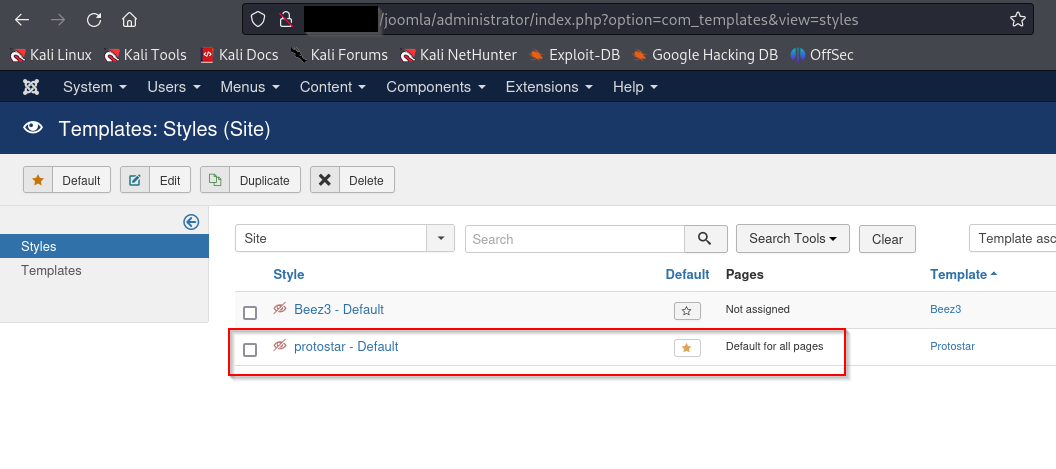 /joomla/administrator/index.php?option=com_templates&view=styles
Kali Linux Kali Tools Kali Docs Kali Forums Kali NetHunter Exploit-DB Google Hacking DB OffSec
System Users Menus Content Components Extensions Help
Templates: Styles (Site)
Default Edit Duplicate Delete
Styles
Templates
Site Search Search Tools Clear Template asc
Style Default Pages Template
Beez3 - Default Not assigned Beez3
protostar - Default Default for all pages Protostar